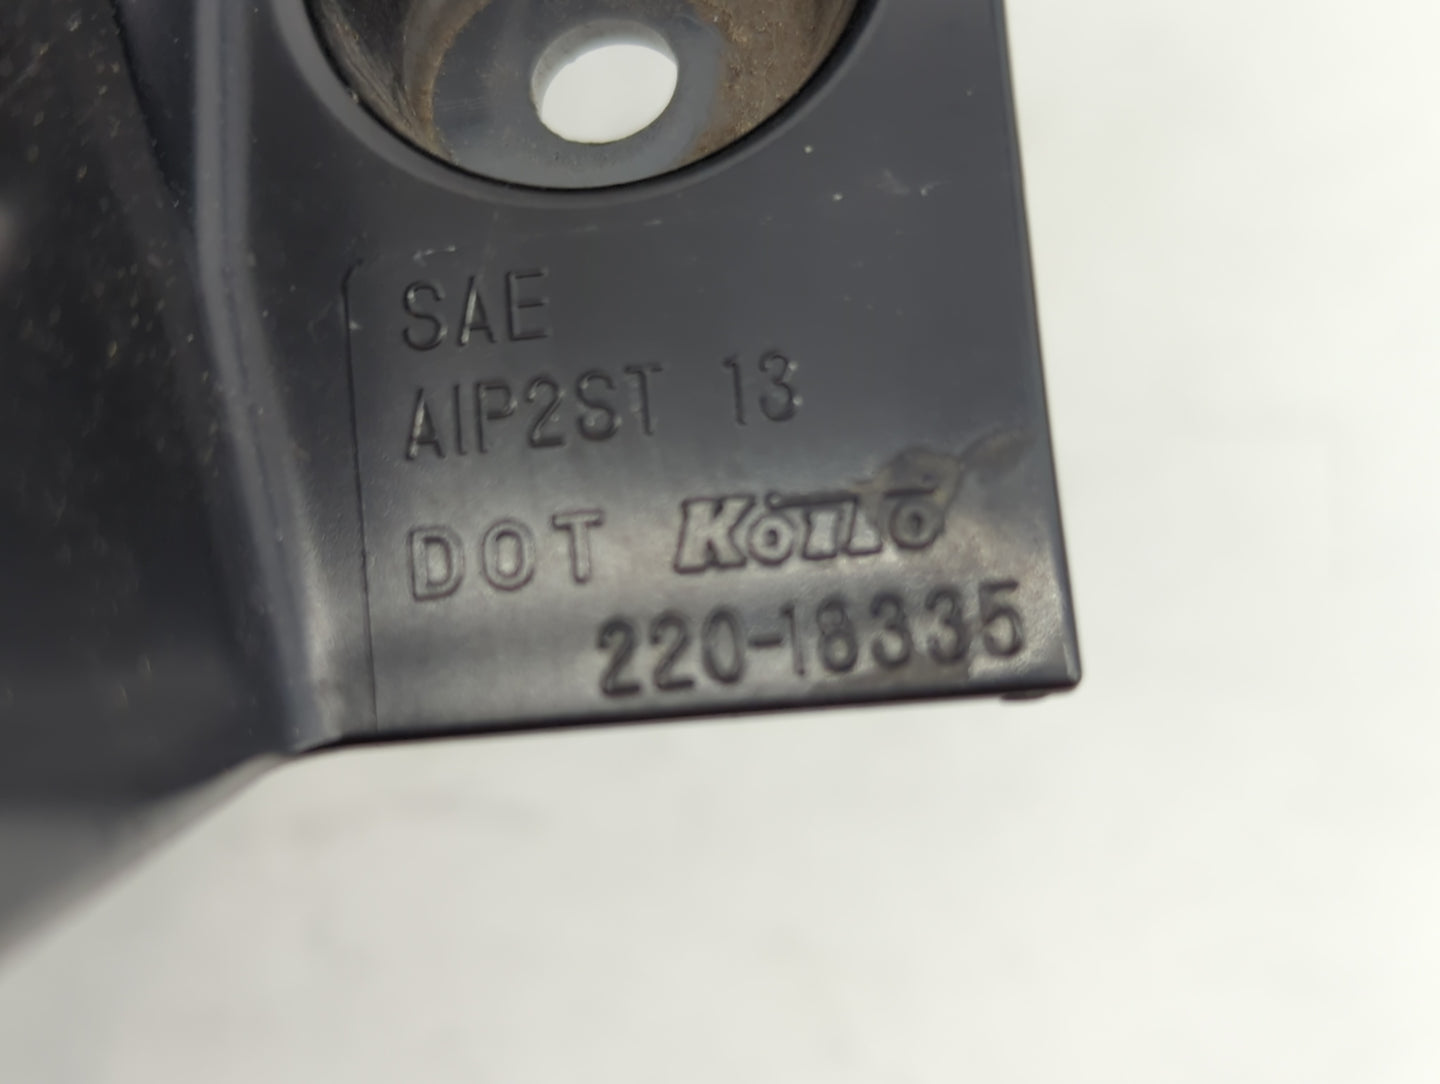 SAE
AIP2ST 13
DOT KOITO
220-18335